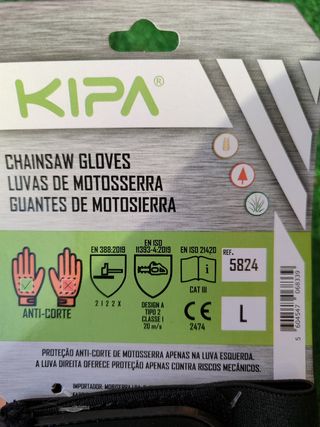 KIPA®
CHAINSAW GLOVES
LUVAS DE MOTOSSERRA
GUANTES DE MOTOSIERRA
ANTI-CORTE
EN 388:2019
2 1 2 2 X
EN ISO
11393-4:2019
DESIGN A
TIPO 2
CLASSE 1
20 m/s
EN ISO 21420
CAT III
CE
2474
REF.
5824
L
5 604547 068339
PROTEÇÃO ANTI-CORTE DE MOTOSSERRA APENAS NA LUVA ESQUERDA.
A LUVA DIREITA OFERECE PROTEÇÃO APENAS CONTRA RISCOS MECÂNICOS.
IMPORTADOR: